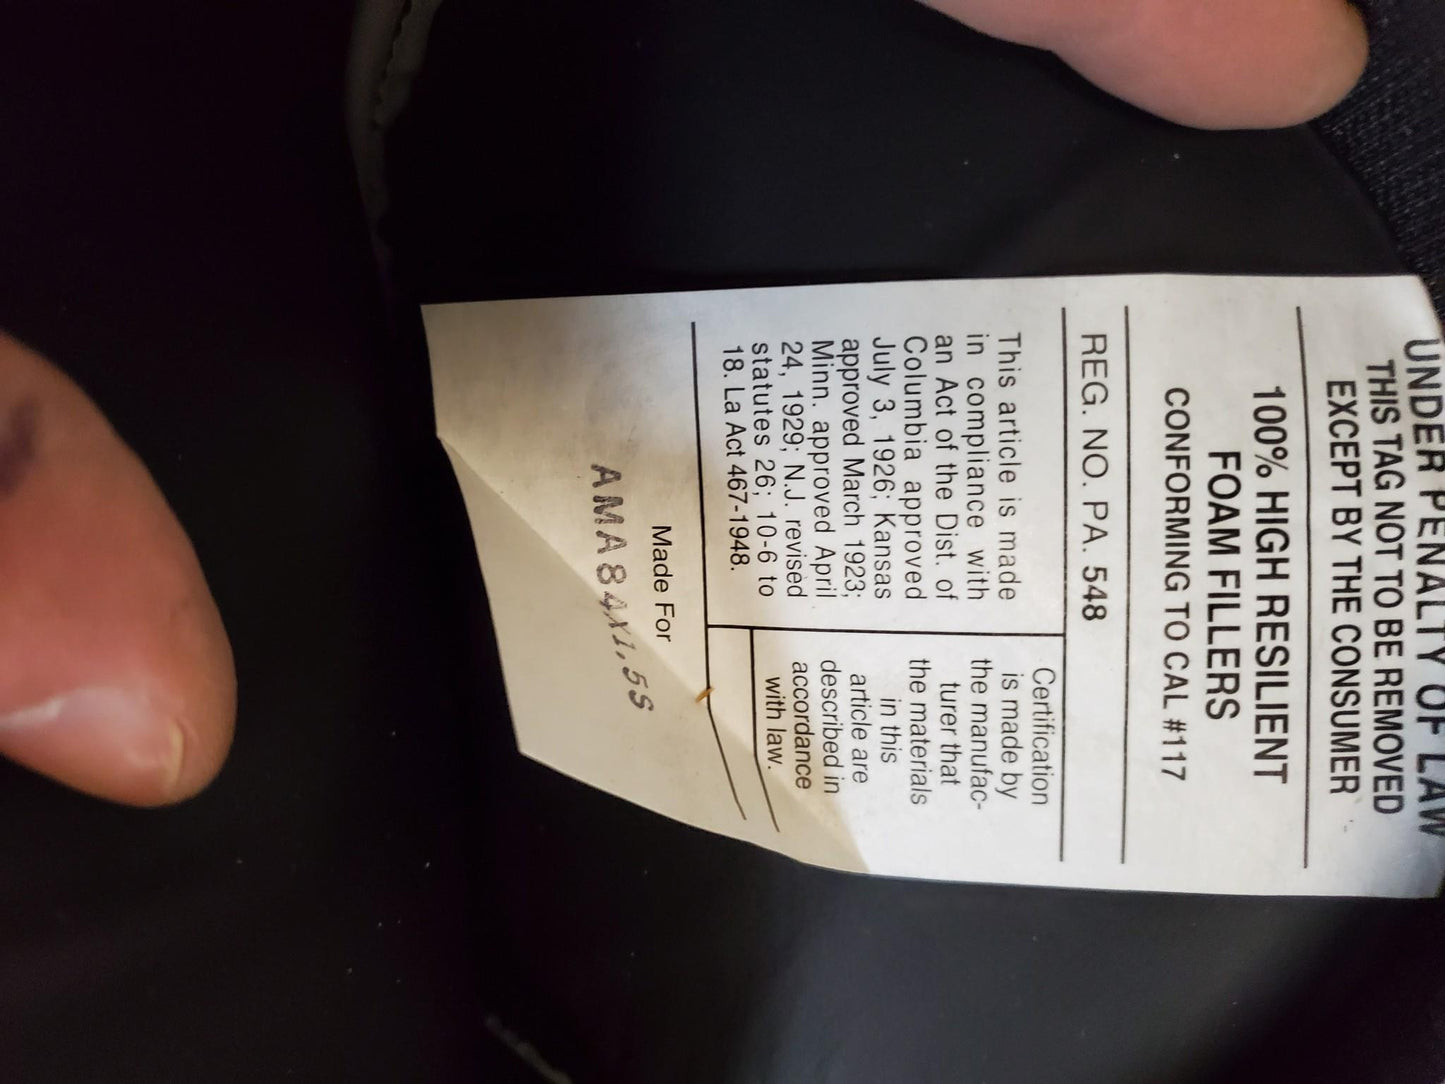 UNDER PENALTY OF LAW
THIS TAG NOT TO BE REMOVED
EXCEPT BY THE CONSUMER
100% HIGH RESILIENT
FOAM FILLERS
CONFORMING TO CAL #117
REG. NO. PA. 548
This article is made
in compliance with
an Act of the Dist. of
Columbia approved
July 3, 1926; Kansas
approved March 1923;
Minn. approved April
24, 1929; N.J. revised
statutes 26; 10-6 to
18. La Act 467-1948.
Certification
is made by
the manufac-
turer that
the materials
in this
article are
described in
accordance
with law.
Made For
AMA84X1.5S